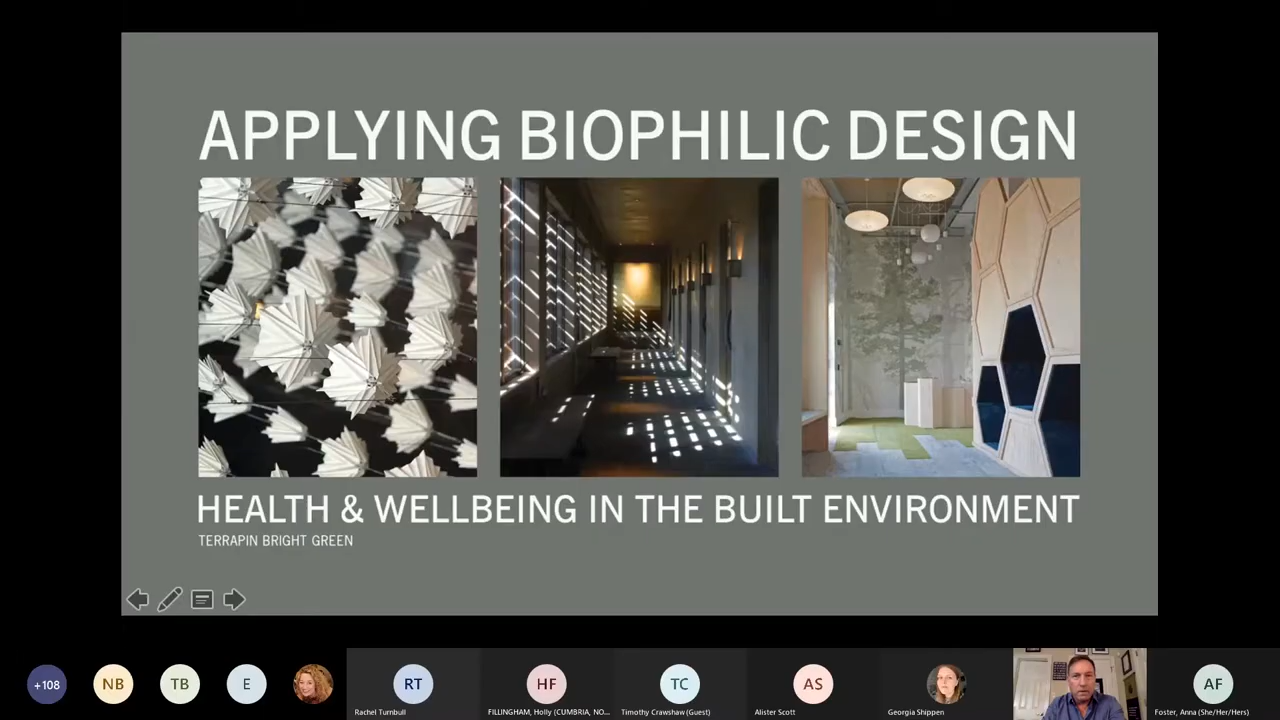 APPLYING BIOPHILIC DESIGN
HEALTH & WELLBEING IN THE BUILT ENVIRONMENT
TERRAPIN BRIGHT GREEN
+108
NB
TB
E
RT
HF
TC
AS
AF
Rachel Turnbull
FILLINGHAM, Holly (CUMBRIA, NO...
Timothy Crawshaw (Guest)
Alister Scott
Georgia Shippen
Foster, Anna (She/Her/Hers)